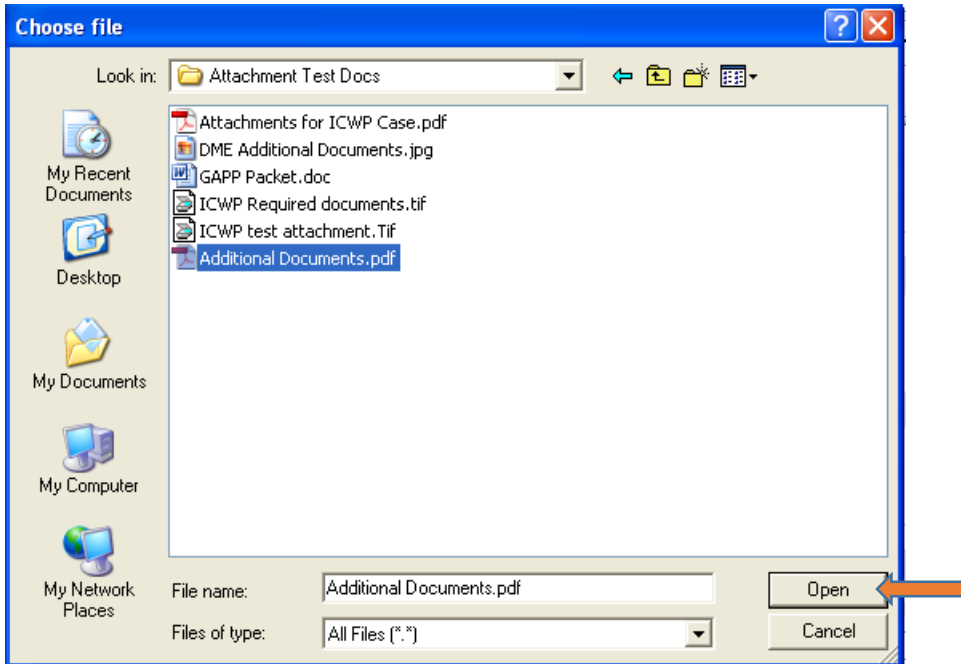 Choose file
Look in:
Attachment Test Docs
My Recent
Documents
Desktop
My Documents
My Computer
My Network
Places
Attachments for ICWP Case.pdf
DME Additional Documents.jpg
GAPP Packet.doc
ICWP Required documents.tif
ICWP test attachment.Tif
Additional Documents.pdf
File name:
Additional Documents.pdf
Open
Files of type:
All Files (*.*)
Cancel